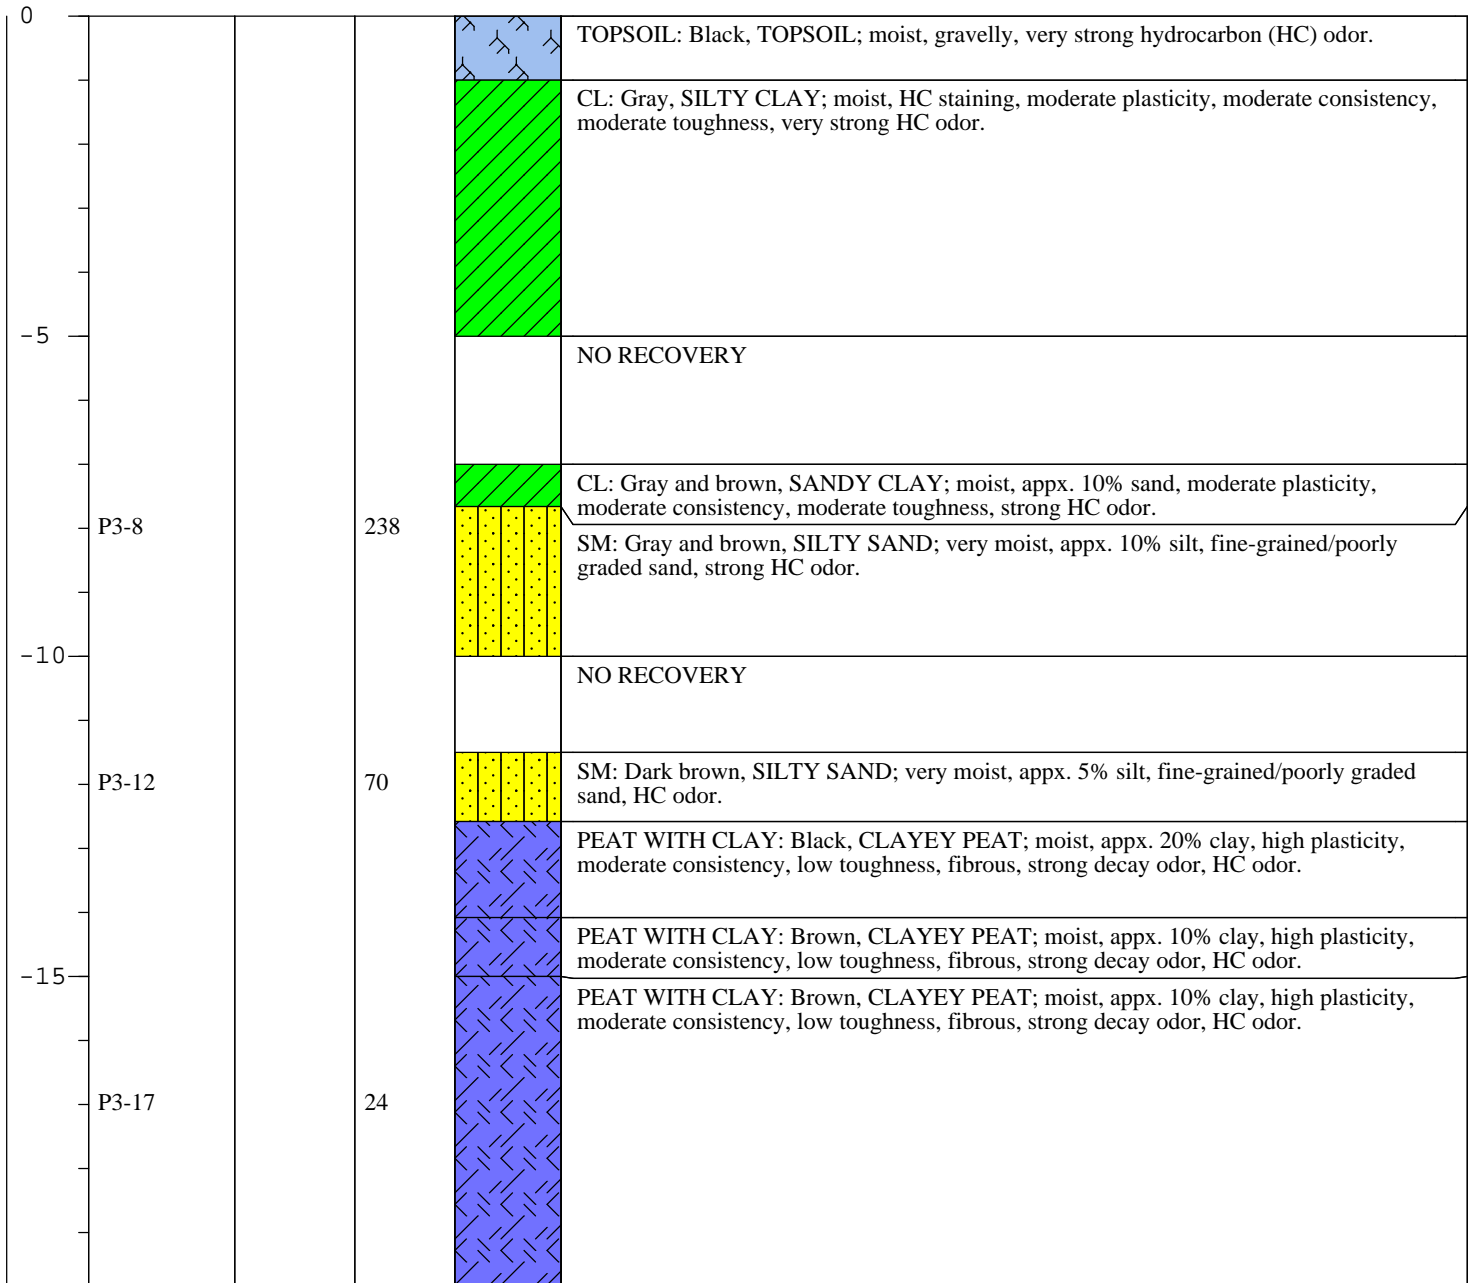 0
TOPSOIL: Black, TOPSOIL; moist, gravelly, very strong hydrocarbon (HC) odor.
CL: Gray, SILTY CLAY; moist, HC staining, moderate plasticity, moderate consistency,
moderate toughness, very strong HC odor.
-5
NO RECOVERY
CL: Gray and brown, SANDY CLAY; moist, appx. 10% sand, moderate plasticity,
moderate consistency, moderate toughness, strong HC odor.
P3-8
238
SM: Gray and brown, SILTY SAND; very moist, appx. 10% silt, fine-grained/poorly
graded sand, strong HC odor.
-10
NO RECOVERY
P3-12
70
SM: Dark brown, SILTY SAND; very moist, appx. 5% silt, fine-grained/poorly graded
sand, HC odor.
PEAT WITH CLAY: Black, CLAYEY PEAT; moist, appx. 20% clay, high plasticity,
moderate consistency, low toughness, fibrous, strong decay odor, HC odor.
PEAT WITH CLAY: Brown, CLAYEY PEAT; moist, appx. 10% clay, high plasticity,
moderate consistency, low toughness, fibrous, strong decay odor, HC odor.
-15
PEAT WITH CLAY: Brown, CLAYEY PEAT; moist, appx. 10% clay, high plasticity,
moderate consistency, low toughness, fibrous, strong decay odor, HC odor.
P3-17
24